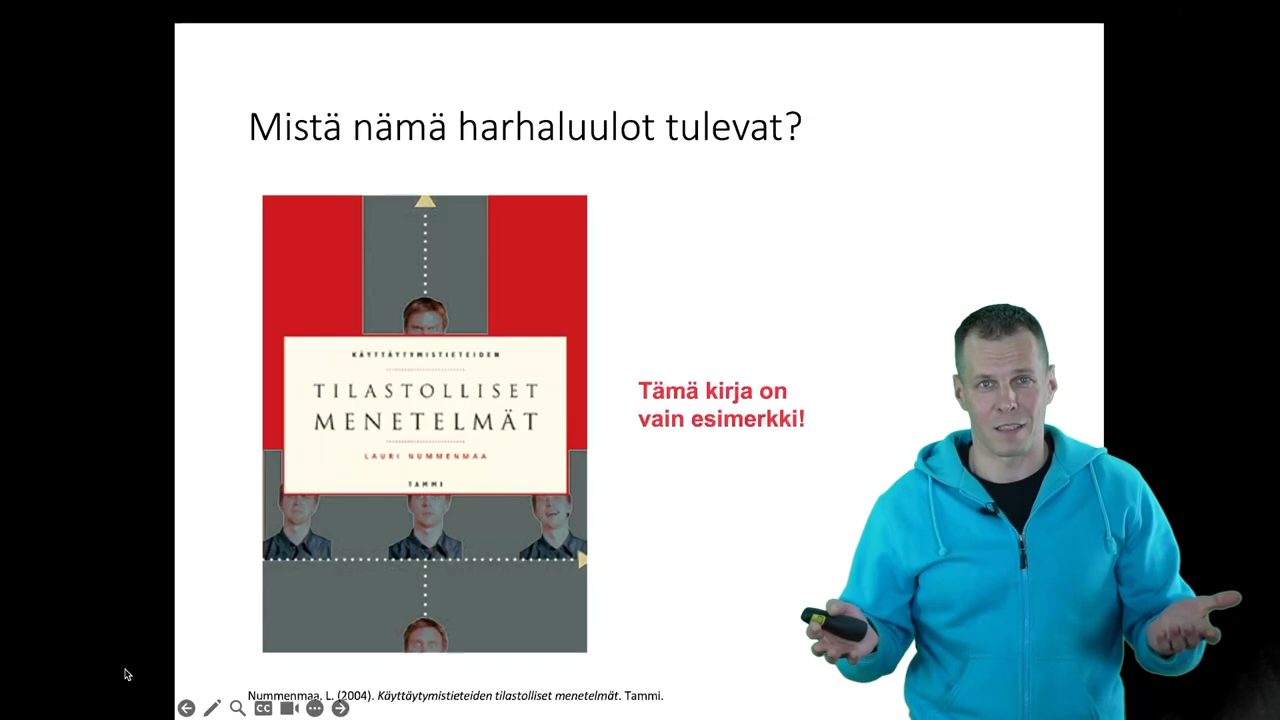 Mistä nämä harhaluulot tulevat?
KÄYTTÄYTYMISTIETEIDEN
TILASTOLLISET
MENETELMÄT
LAURI NUMMENMAA
TAMMI
Tämä kirja on
vain esimerkki!
Nummenmaa, L. (2004). Käyttäytymistieteiden tilastolliset menetelmät. Tammi.
CC